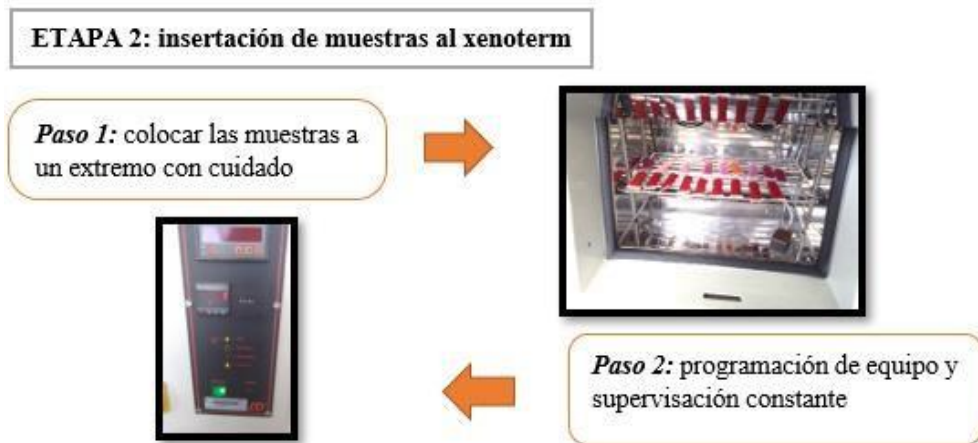 ETAPA 2: insertación de muestras al xenoterm
Paso 1: colocar las muestras a
un extremo con cuidado
Paso 2: programación de equipo y
supervisación constante